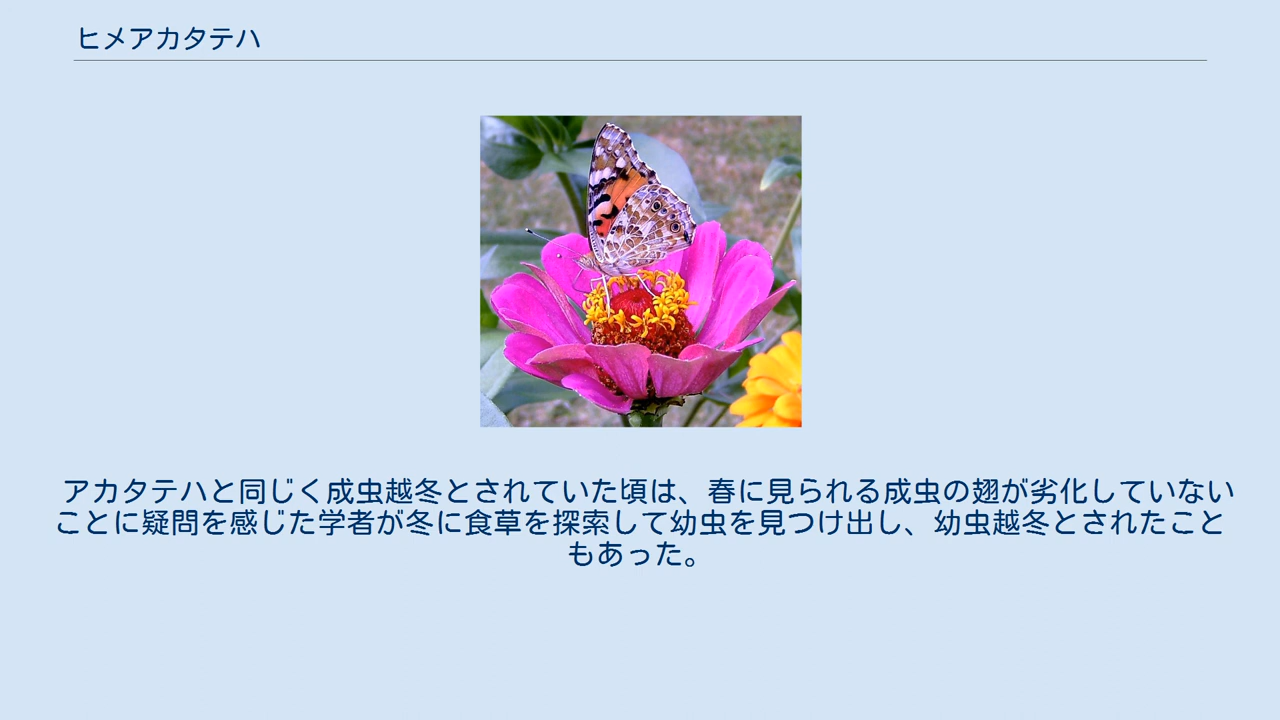 ヒメアカタテハ
アカタテハと同じく成虫越冬とされていた頃は、春に見られる成虫の翅が劣化していない
ことに疑問を感じた学者が冬に食草を探索して幼虫を見つけ出し、幼虫越冬とされたこと
もあった。